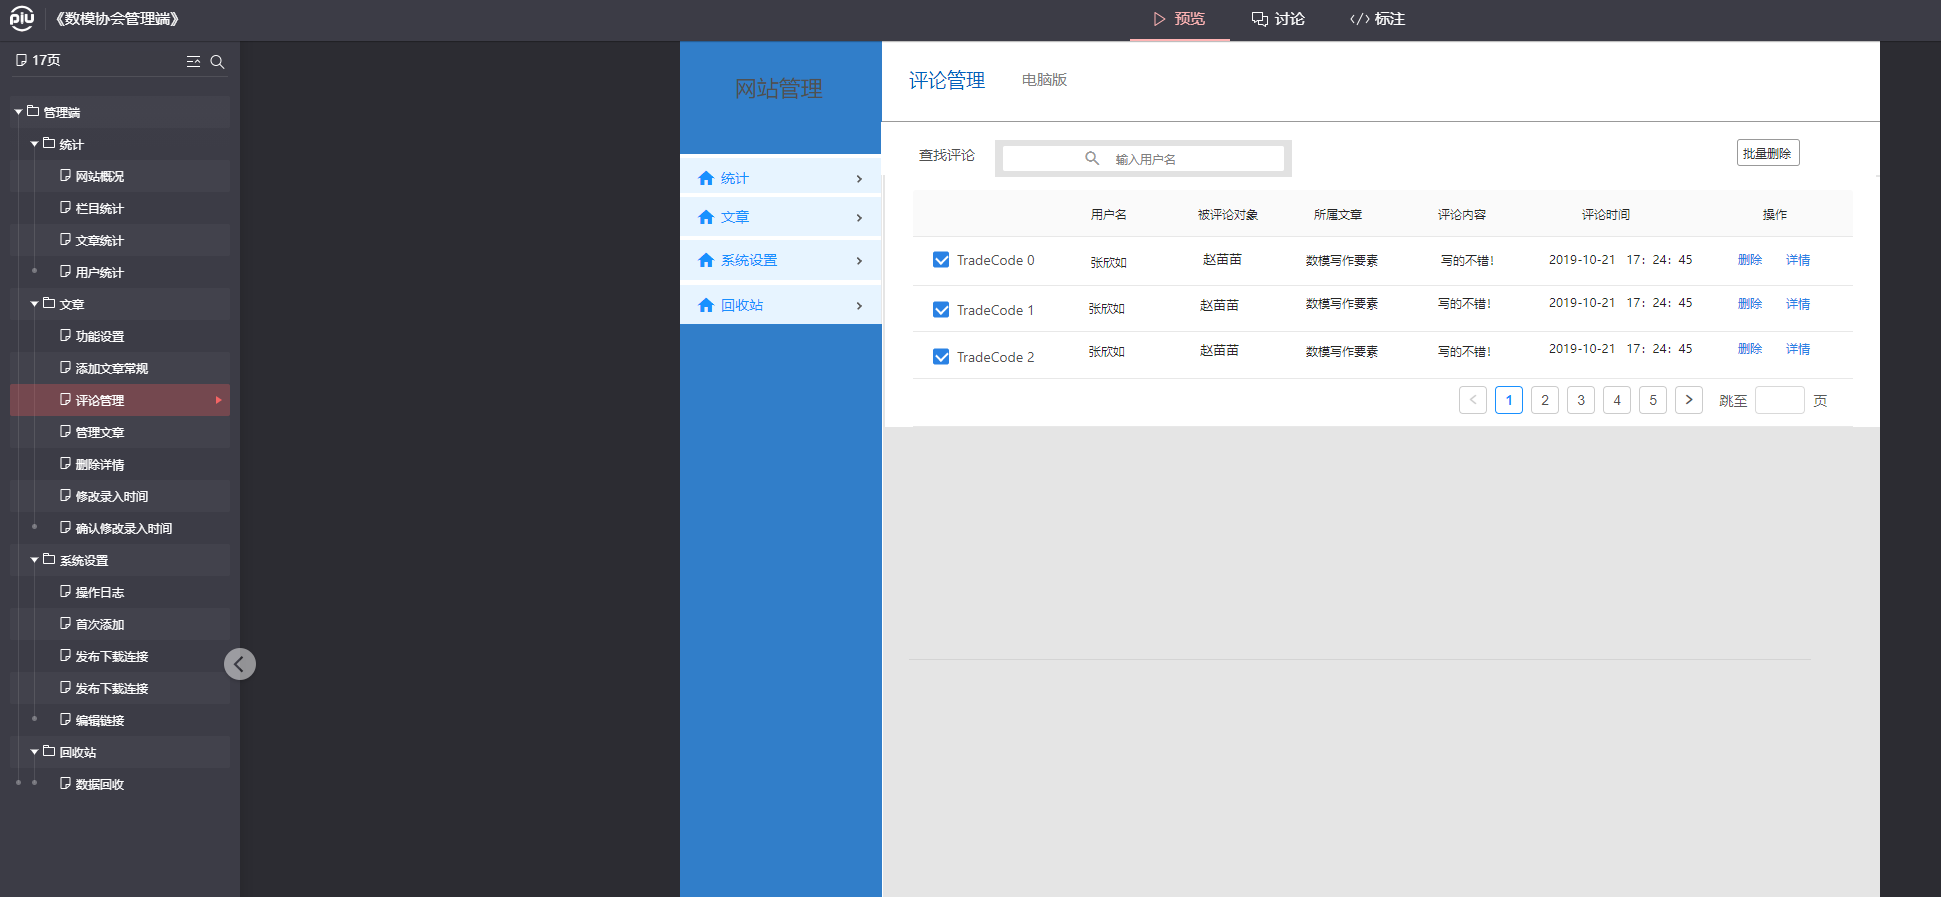 piu 《数模协会管理端》 预览 讨论 </> 标注
17页
管理端
统计
网站概况
栏目统计
文章统计
用户统计
文章
功能设置
添加文章常规
评论管理
管理文章
删除详情
修改录入时间
确认修改录入时间
系统设置
操作日志
首次添加
发布下载连接
发布下载连接
编辑链接
回收站
数据回收
网站管理
统计
文章
系统设置
回收站
评论管理 电脑版
查找评论 输入用户名 批量删除
用户名 被评论对象 所属文章 评论内容 评论时间 操作
TradeCode 0 张欣如 赵苗苗 数模写作要素 写的不错! 2019-10-21 17: 24: 45 删除 详情
TradeCode 1 张欣如 赵苗苗 数模写作要素 写的不错! 2019-10-21 17: 24: 45 删除 详情
TradeCode 2 张欣如 赵苗苗 数模写作要素 写的不错! 2019-10-21 17: 24: 45 删除 详情
< 1 2 3 4 5 > 跳至 页